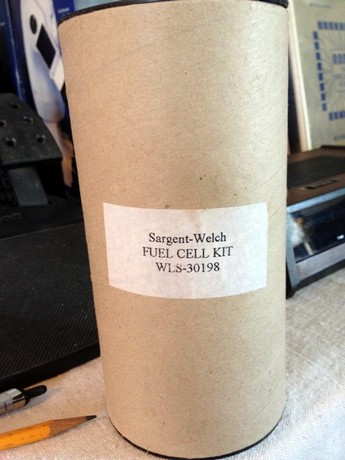 Sargent-Welch
FUEL CELL KIT
WLS-30198